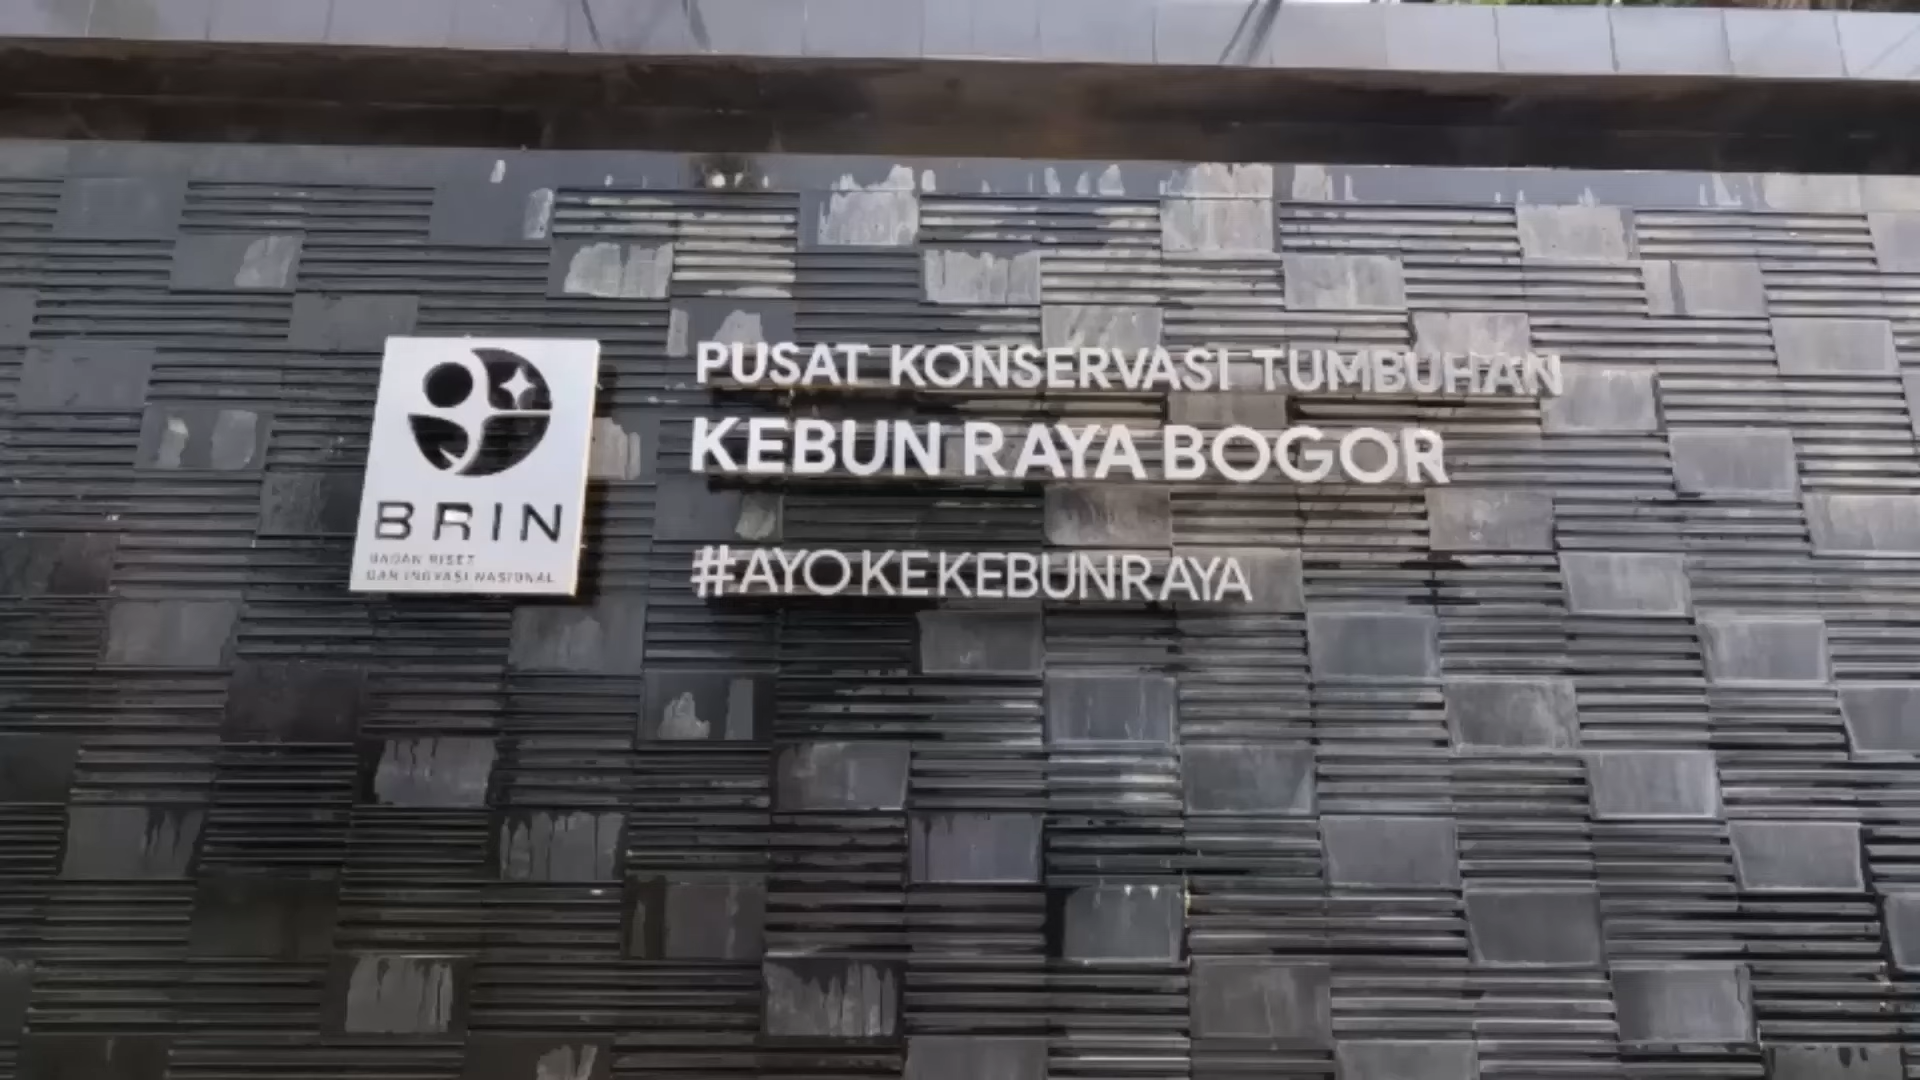 PUSAT KONSERVASI TUMBUHAN
KEBUN RAYA BOGOR
#AYOKEKEBUNRAYA
BRIN
BADAN RISET
DAN INOVASI NASIONAL